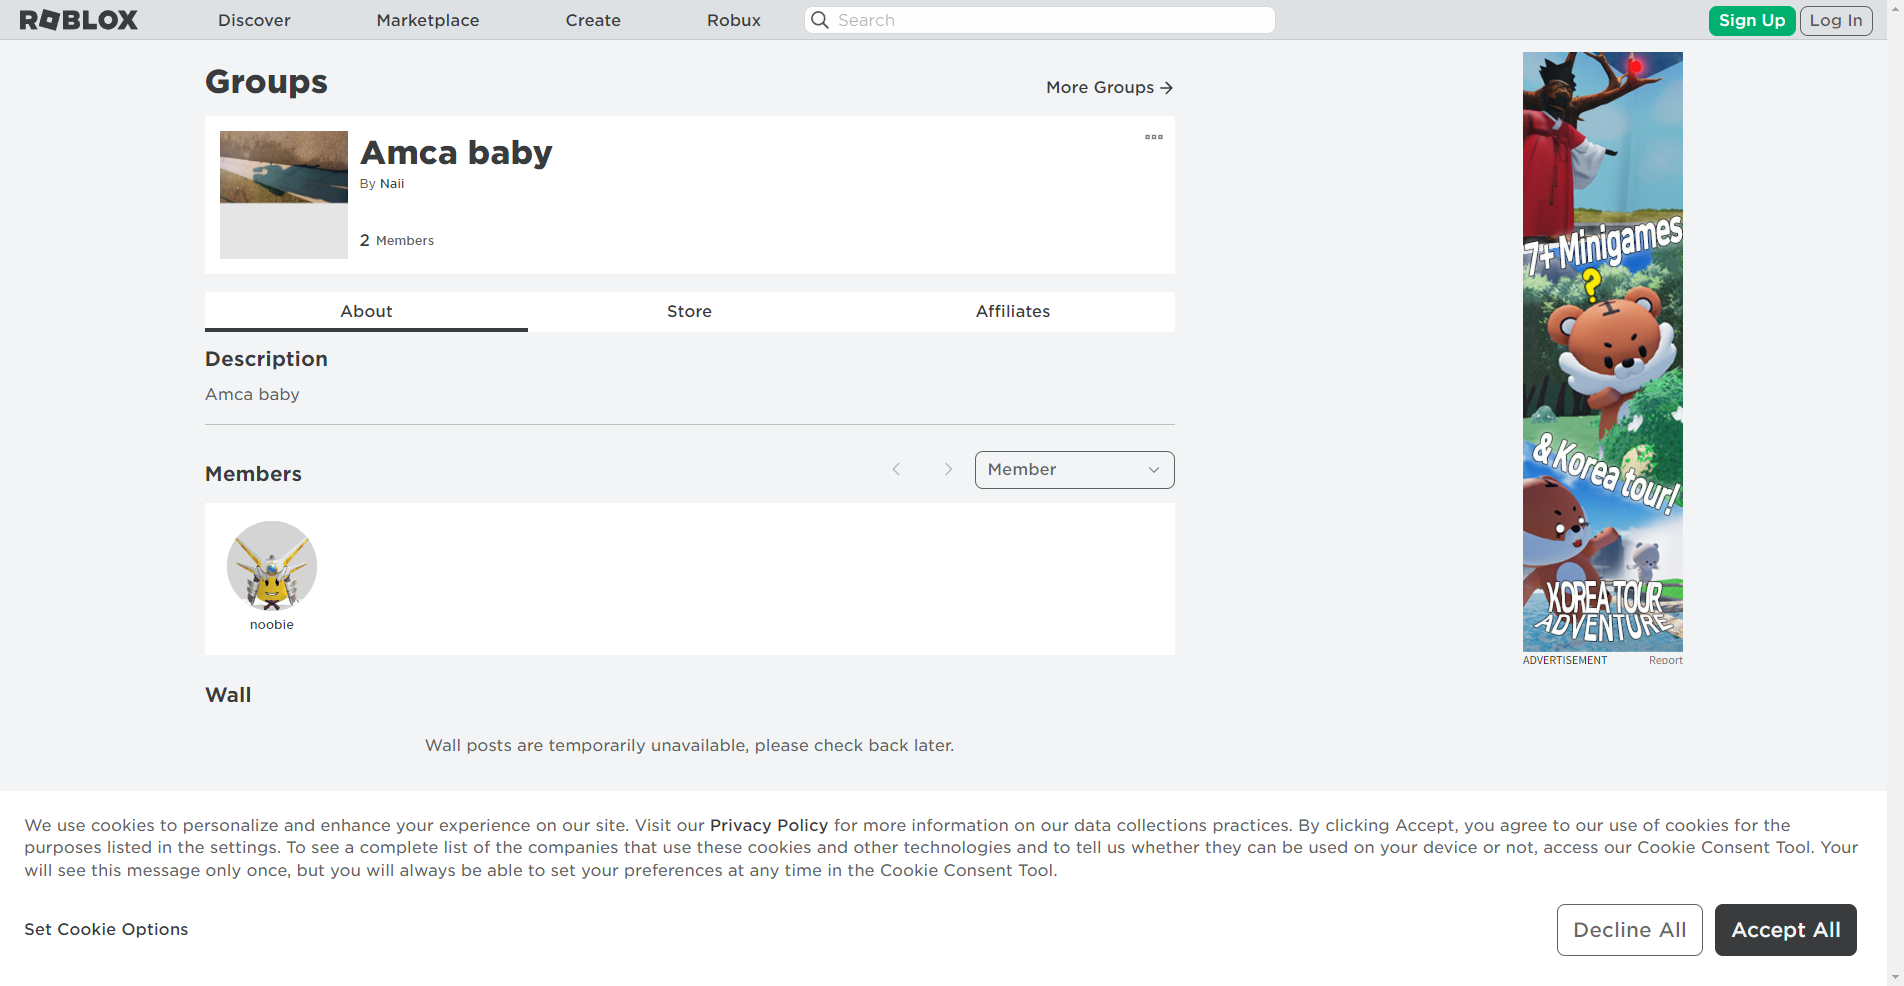 ROBLOX
Discover
Marketplace
Create
Robux
Search
Sign Up
Log In
Groups
More Groups
Amca baby
By Naii
2 Members
About
Store
Affiliates
Description
Amca baby
Members
Member
noobie
Wall
Wall posts are temporarily unavailable, please check back later.
7+ Minigames
?
& Korea tour!
KOREA TOUR
ADVENTURE
ADVERTISEMENT
Report
We use cookies to personalize and enhance your experience on our site. Visit our Privacy Policy for more information on our data collections practices. By clicking Accept, you agree to our use of cookies for the
purposes listed in the settings. To see a complete list of the companies that use these cookies and other technologies and to tell us whether they can be used on your device or not, access our Cookie Consent Tool. Your
will see this message only once, but you will always be able to set your preferences at any time in the Cookie Consent Tool.
Set Cookie Options
Decline All
Accept All